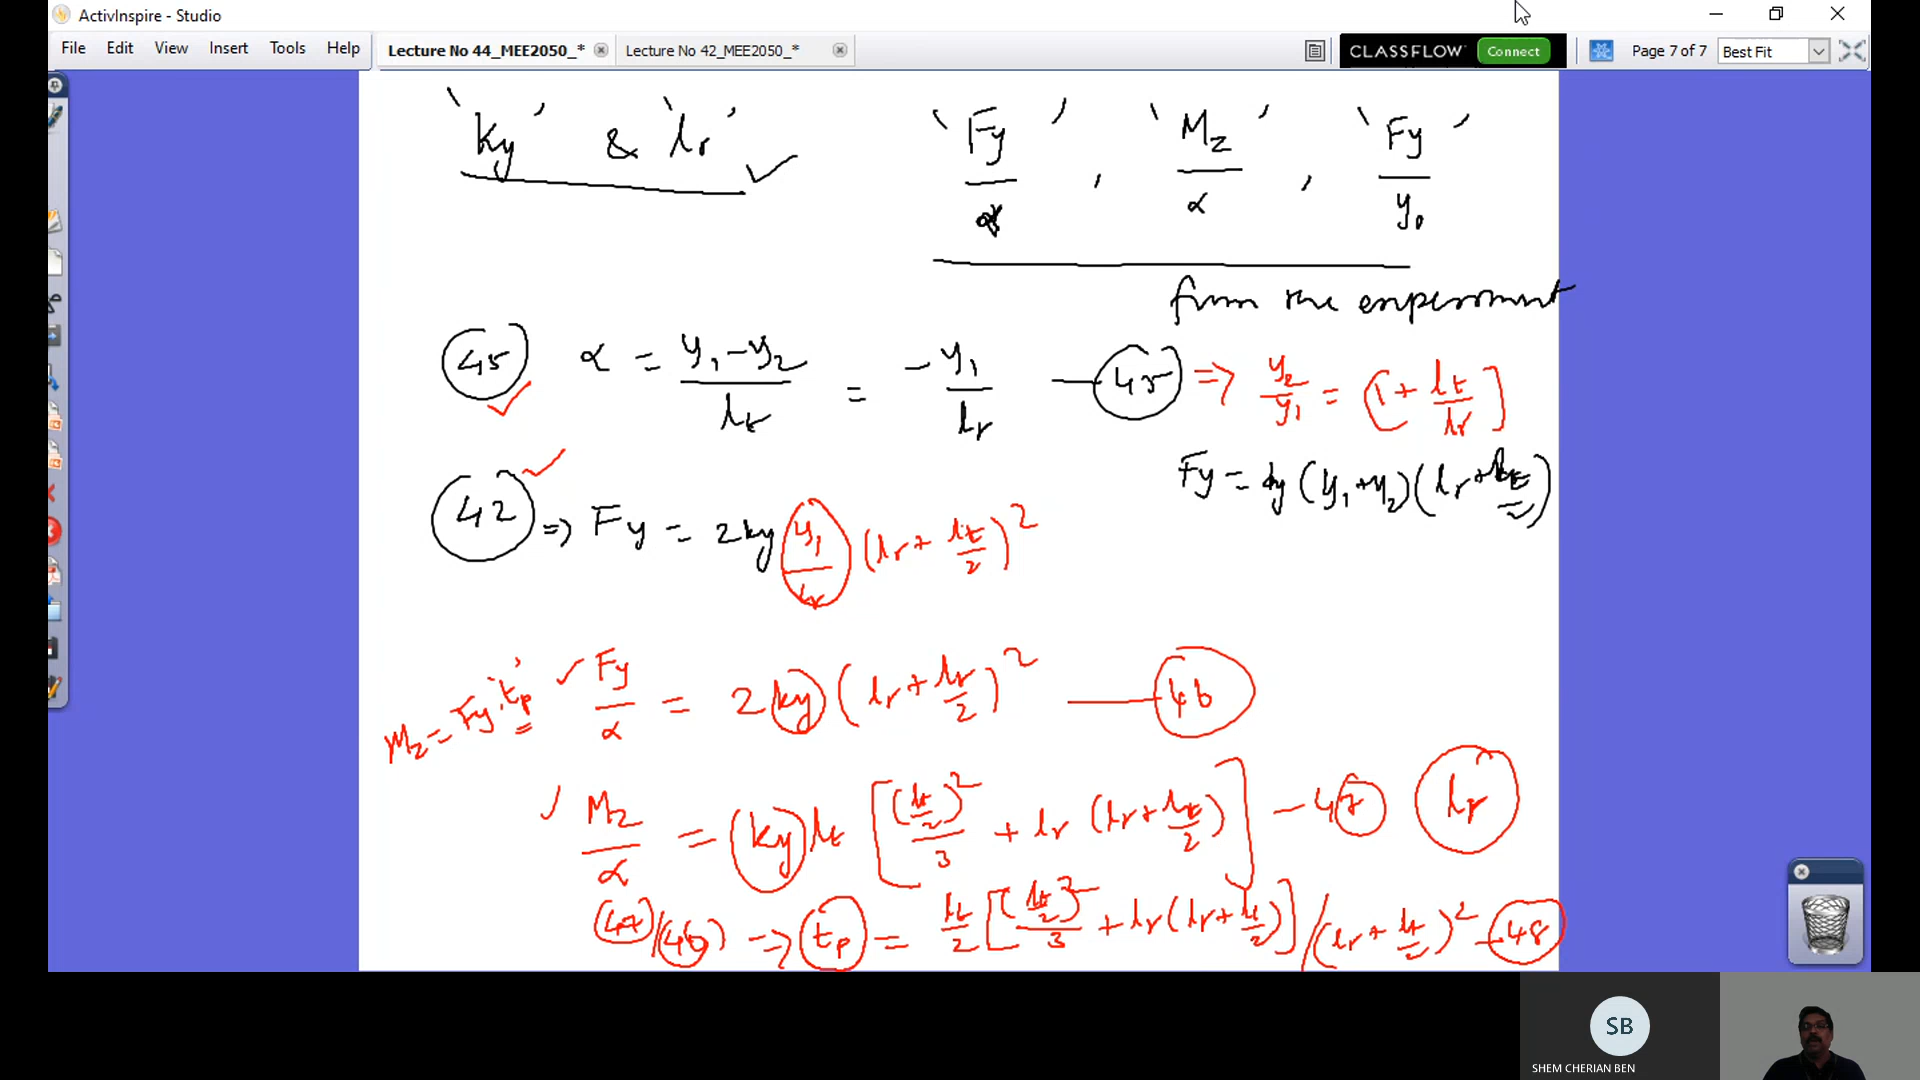 ActivInspire - Studio
File Edit View Insert Tools Help
Lecture No 44_MEE2050_* Lecture No 42_MEE2050_*
CLASSFLOW Connect
Page 7 of 7 Best Fit
'ky' & 'lr' ✓ 'Fy/α', 'Mz/α', 'Fy/y0'
from the experiment
(45) α = (y1-y2)/lt = -y1/lr — (45) ⇒ y2/y1 = (1+lt/lr]
Fy = ky (y1+y2)(lr+lt/2)
(42) ⇒ Fy = 2ky y1/lr (lr+lt/2)²
Mz = Fy.tp ✓ Fy/α = 2ky (lr+lr/2)² — (46)
✓ Mz/α = (ky)lt [(lt/2)²/3 + lr (lr+lt/2)] - 47 lr
(47)/(46) ⇒ tp = lt/2 [(lt/2)²/3 + lr(lr+lt/2)]/(lr+lt/2)² - 48
SB
SHEM CHERIAN BEN